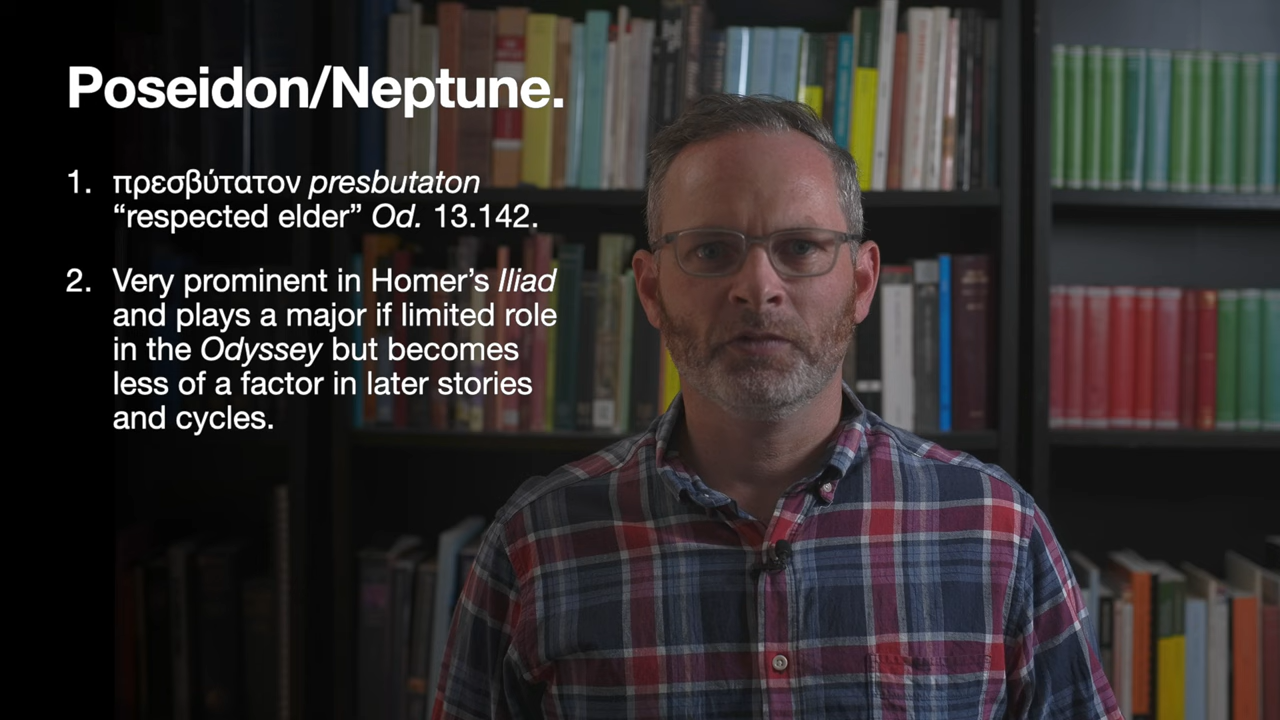 Poseidon/Neptune.
1. πρεσβύτατον presbutaton
“respected elder” Od. 13.142.
2. Very prominent in Homer’s Iliad
and plays a major if limited role
in the Odyssey but becomes
less of a factor in later stories
and cycles.